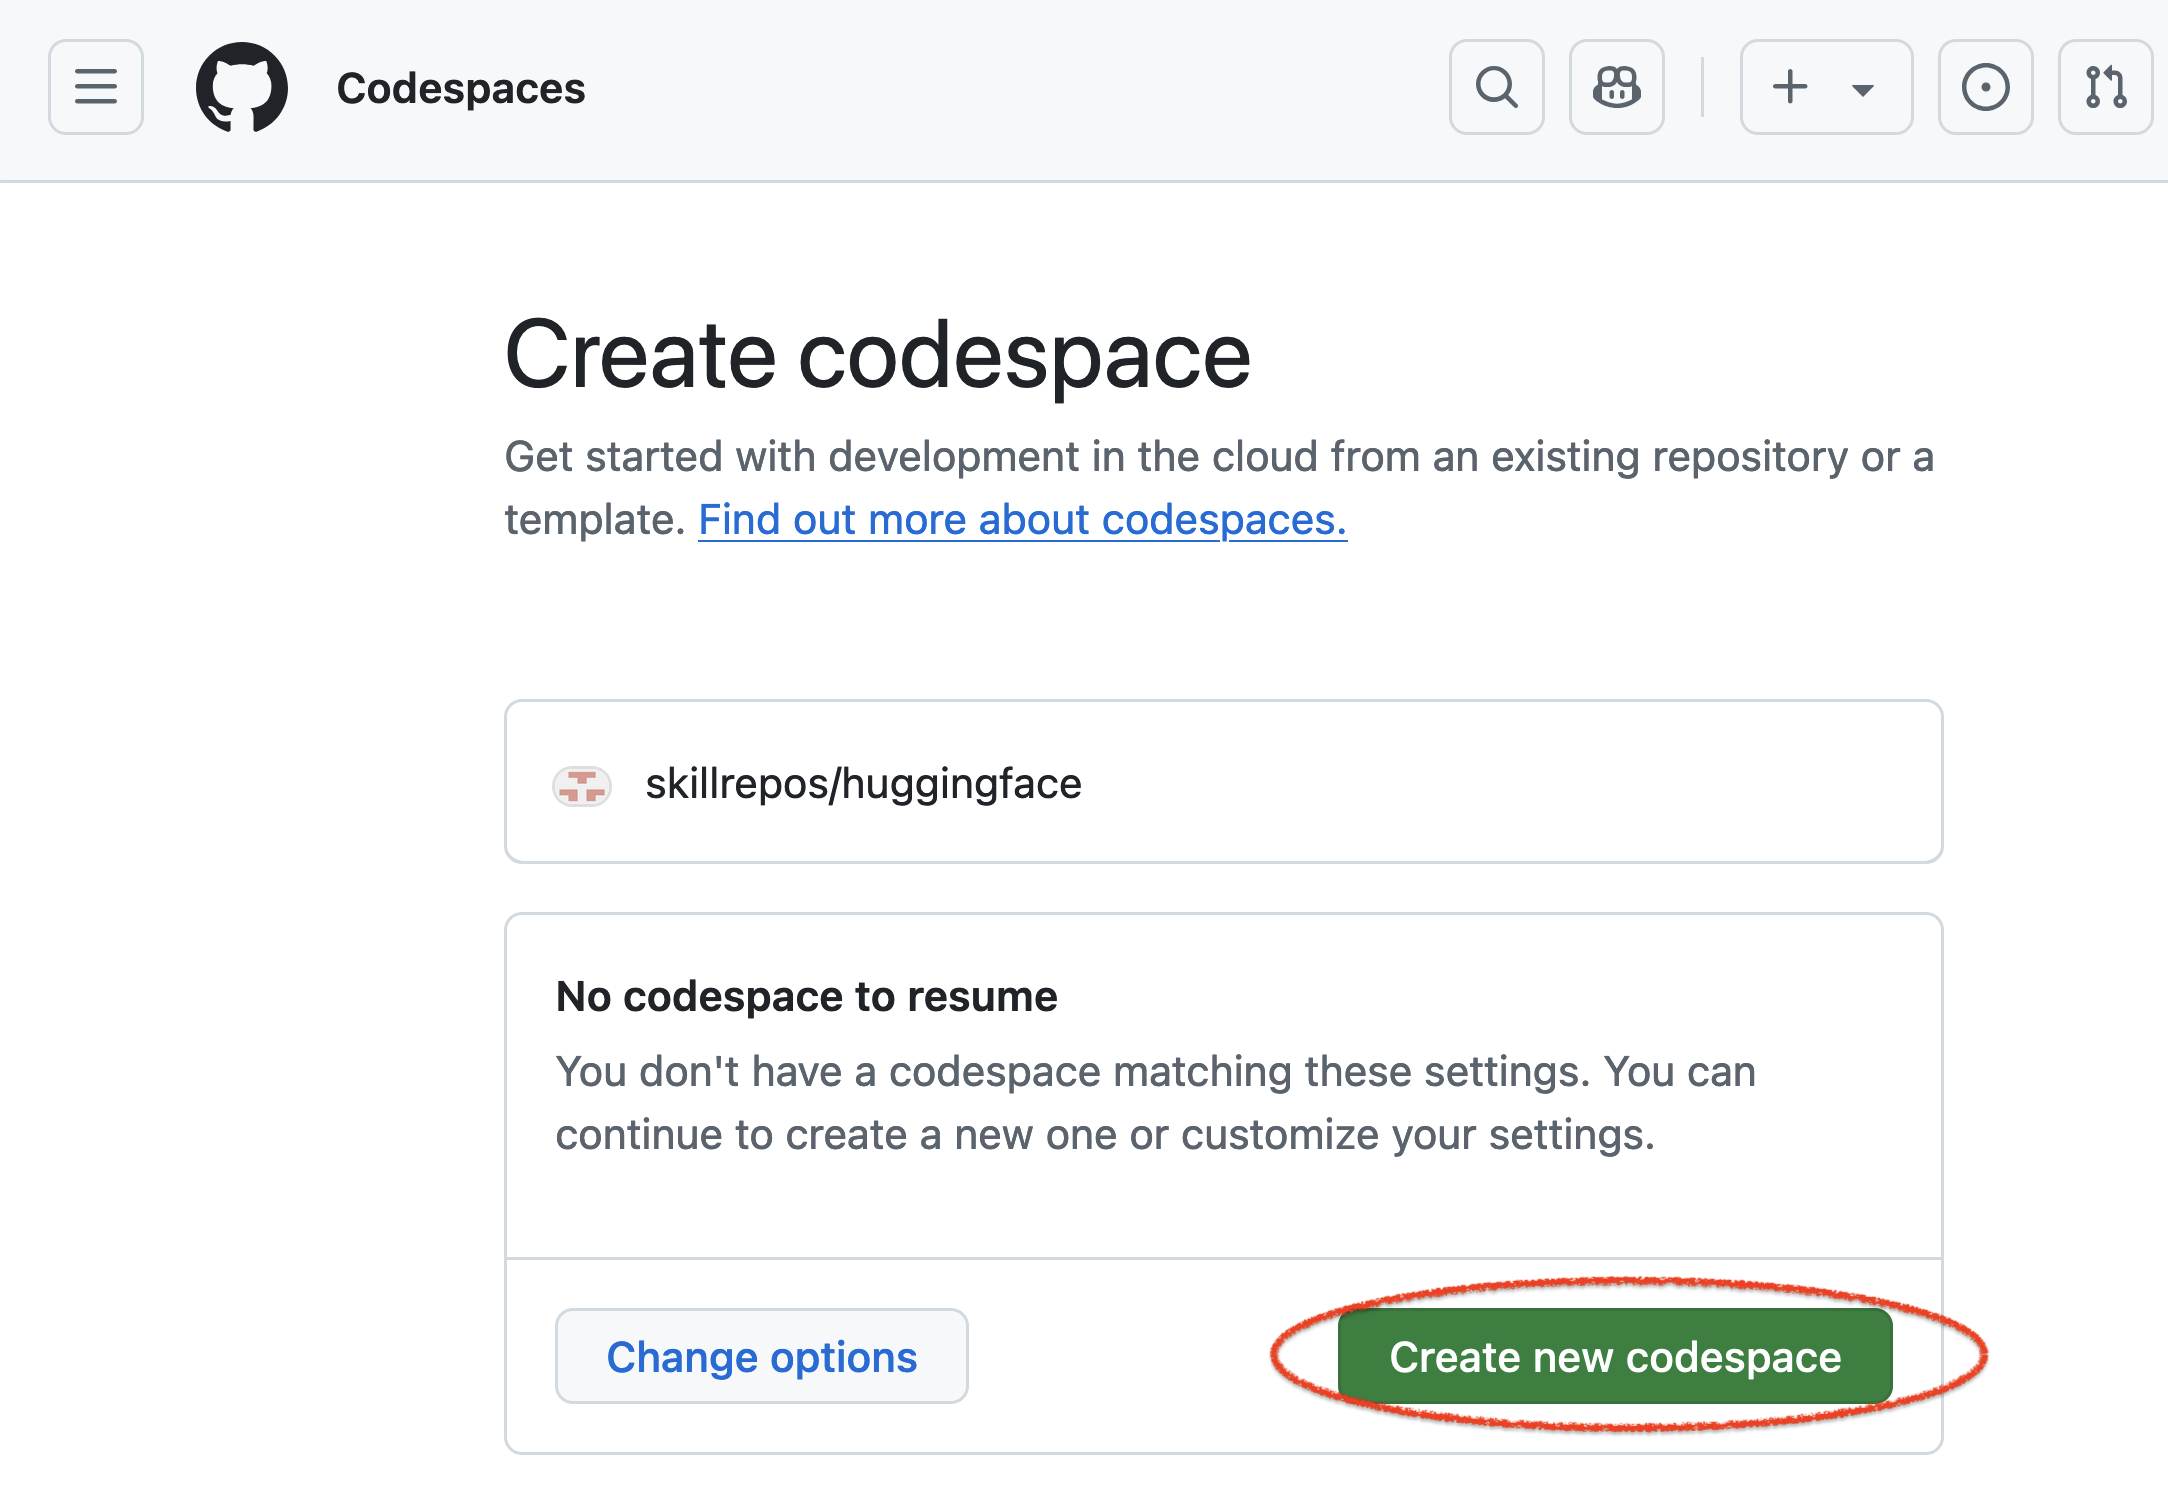 Codespaces
Create codespace
Get started with development in the cloud from an existing repository or a
template. Find out more about codespaces.
skillrepos/huggingface
No codespace to resume
You don't have a codespace matching these settings. You can
continue to create a new one or customize your settings.
Change options
Create new codespace